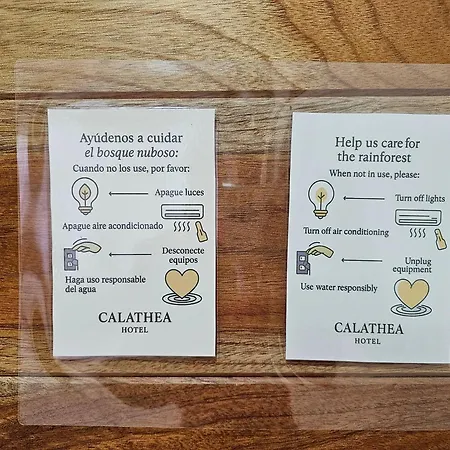 Ayúdenos a cuidar
el bosque nuboso:
Cuando no los use, por favor:
Apague luces
Apague aire acondicionado
Desconecte
equipos
Haga uso responsable
del agua
CALATHEA
HOTEL
Help us care for
the rainforest
When not in use, please:
Turn off lights
Turn off air conditioning
Unplug
equipment
Use water responsibly
CALATHEA
HOTEL